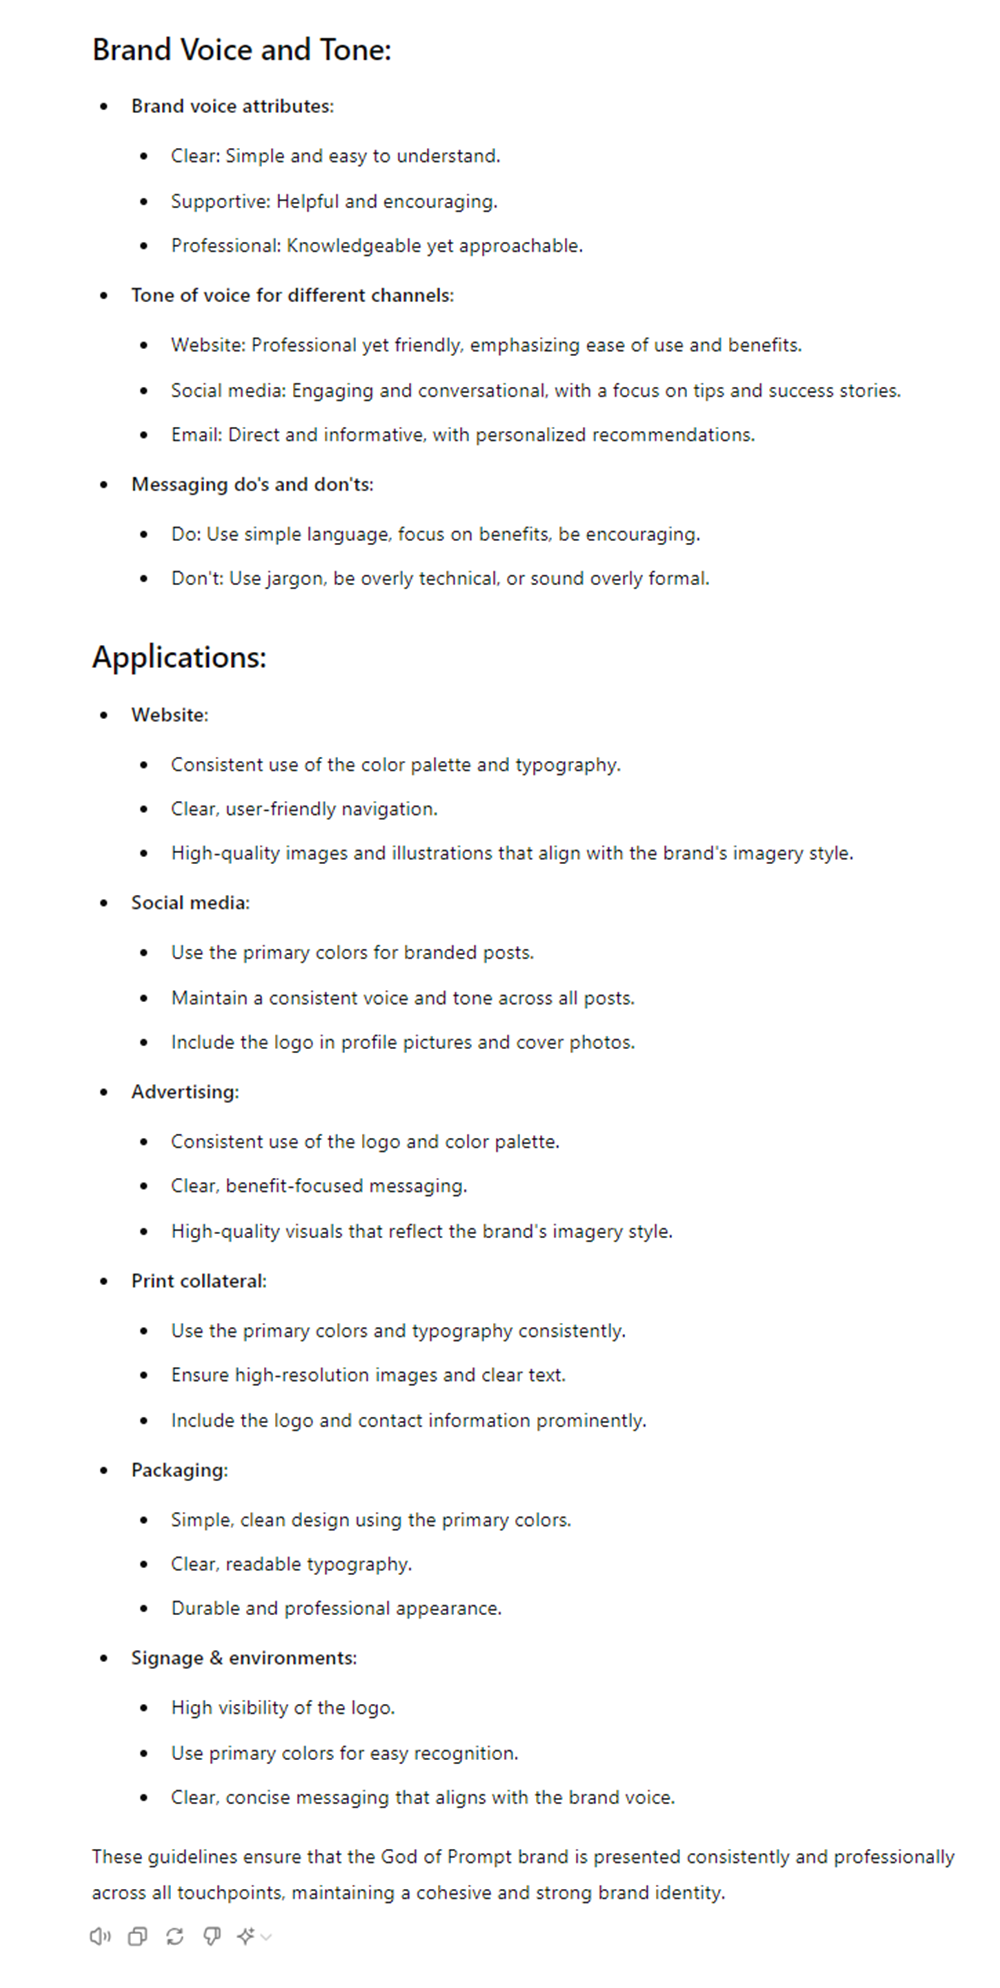 Brand Voice and Tone:
• Brand voice attributes:
• Clear: Simple and easy to understand.
• Supportive: Helpful and encouraging.
• Professional: Knowledgeable yet approachable.
• Tone of voice for different channels:
• Website: Professional yet friendly, emphasizing ease of use and benefits.
• Social media: Engaging and conversational, with a focus on tips and success stories.
• Email: Direct and informative, with personalized recommendations.
• Messaging do's and don'ts:
• Do: Use simple language, focus on benefits, be encouraging.
• Don't: Use jargon, be overly technical, or sound overly formal.
Applications:
• Website:
• Consistent use of the color palette and typography.
• Clear, user-friendly navigation.
• High-quality images and illustrations that align with the brand's imagery style.
• Social media:
• Use the primary colors for branded posts.
• Maintain a consistent voice and tone across all posts.
• Include the logo in profile pictures and cover photos.
• Advertising:
• Consistent use of the logo and color palette.
• Clear, benefit-focused messaging.
• High-quality visuals that reflect the brand's imagery style.
• Print collateral:
• Use the primary colors and typography consistently.
• Ensure high-resolution images and clear text.
• Include the logo and contact information prominently.
• Packaging:
• Simple, clean design using the primary colors.
• Clear, readable typography.
• Durable and professional appearance.
• Signage & environments:
• High visibility of the logo.
• Use primary colors for easy recognition.
• Clear, concise messaging that aligns with the brand voice.
These guidelines ensure that the God of Prompt brand is presented consistently and professionally
across all touchpoints, maintaining a cohesive and strong brand identity.